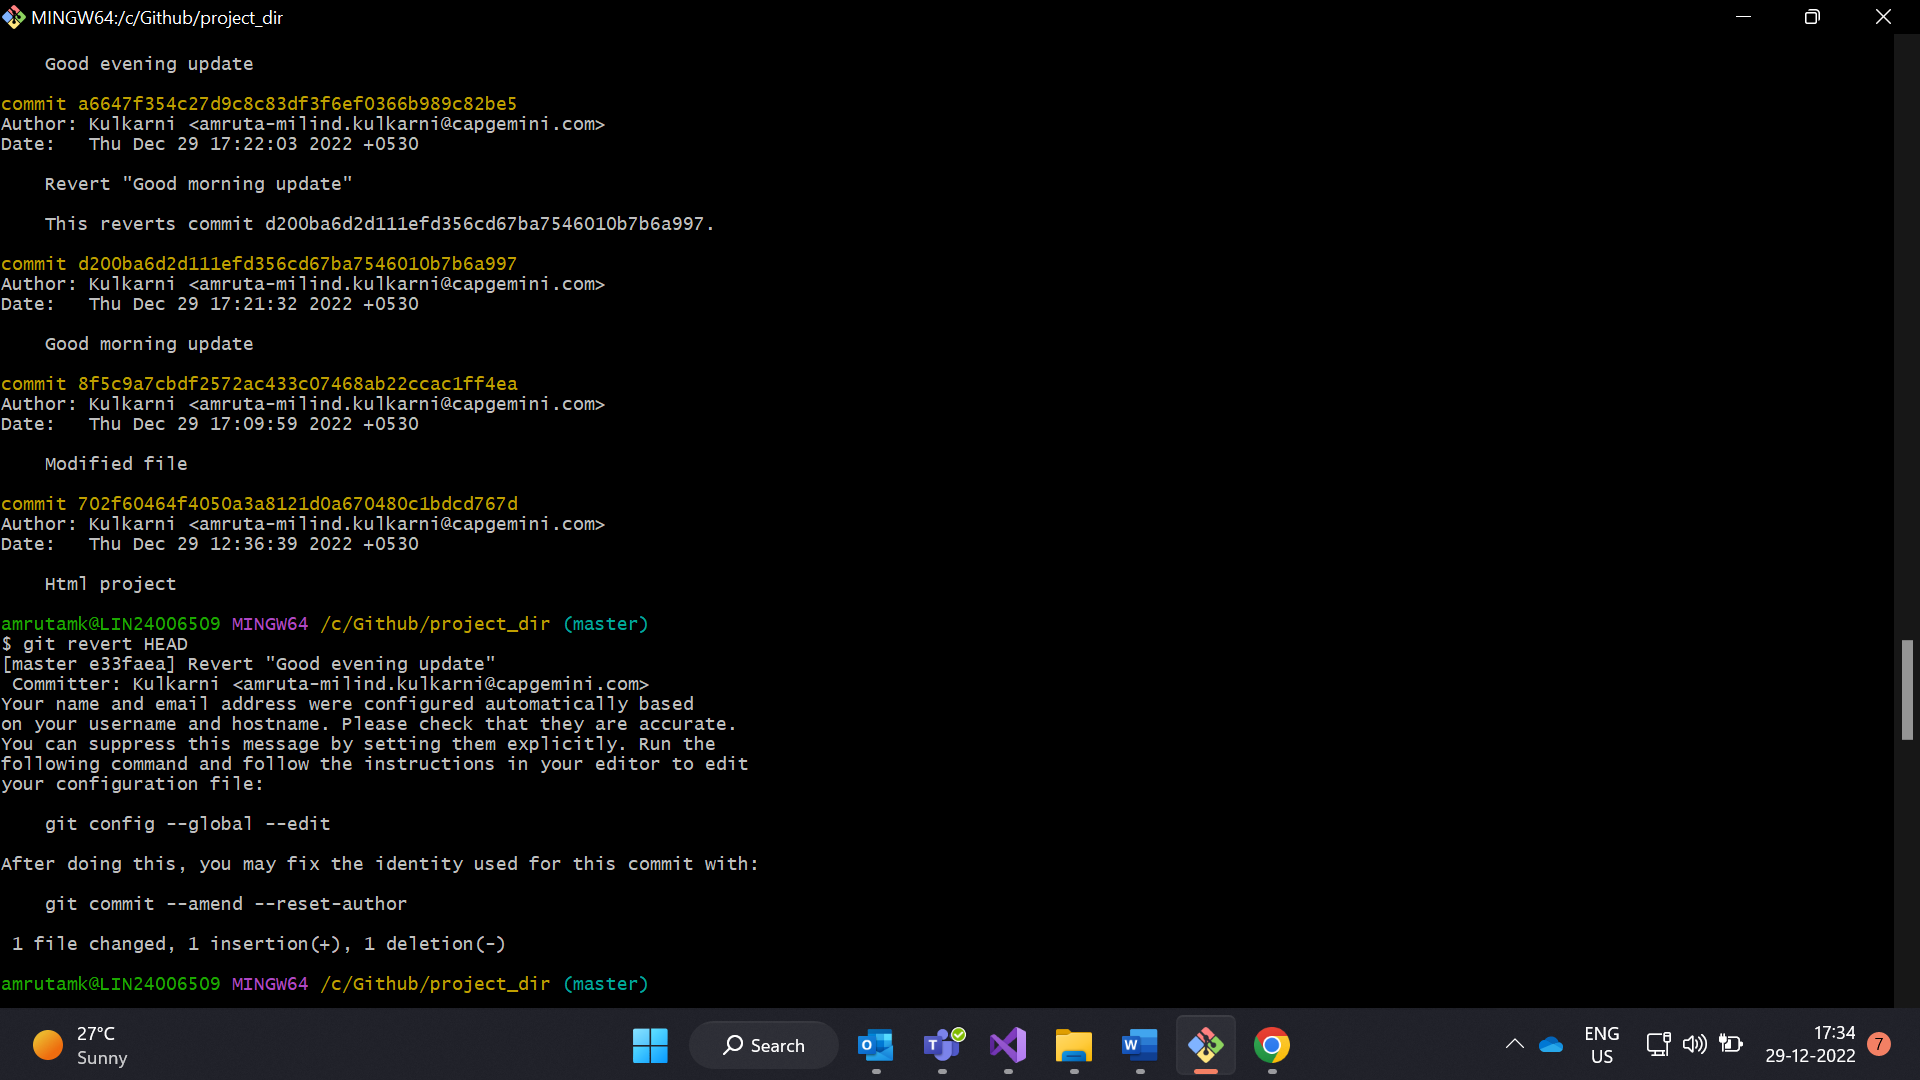 MINGW64:/c/Github/project_dir
    Good evening update
commit a6647f354c27d9c8c83df3f6ef0366b989c82be5
Author: Kulkarni <amruta-milind.kulkarni@capgemini.com>
Date:   Thu Dec 29 17:22:03 2022 +0530
    Revert "Good morning update"
    This reverts commit d200ba6d2d111efd356cd67ba7546010b7b6a997.
commit d200ba6d2d111efd356cd67ba7546010b7b6a997
Author: Kulkarni <amruta-milind.kulkarni@capgemini.com>
Date:   Thu Dec 29 17:21:32 2022 +0530
    Good morning update
commit 8f5c9a7cbdf2572ac433c07468ab22ccac1ff4ea
Author: Kulkarni <amruta-milind.kulkarni@capgemini.com>
Date:   Thu Dec 29 17:09:59 2022 +0530
    Modified file
commit 702f60464f4050a3a8121d0a670480c1bdcd767d
Author: Kulkarni <amruta-milind.kulkarni@capgemini.com>
Date:   Thu Dec 29 12:36:39 2022 +0530
    Html project
amrutamk@LIN24006509 MINGW64 /c/Github/project_dir (master)
$ git revert HEAD
[master e33faea] Revert "Good evening update"
 Committer: Kulkarni <amruta-milind.kulkarni@capgemini.com>
Your name and email address were configured automatically based
on your username and hostname. Please check that they are accurate.
You can suppress this message by setting them explicitly. Run the
following command and follow the instructions in your editor to edit
your configuration file:
    git config --global --edit
After doing this, you may fix the identity used for this commit with:
    git commit --amend --reset-author
 1 file changed, 1 insertion(+), 1 deletion(-)
amrutamk@LIN24006509 MINGW64 /c/Github/project_dir (master)
27°C
Sunny
Search
ENG
US
17:34
29-12-2022
7